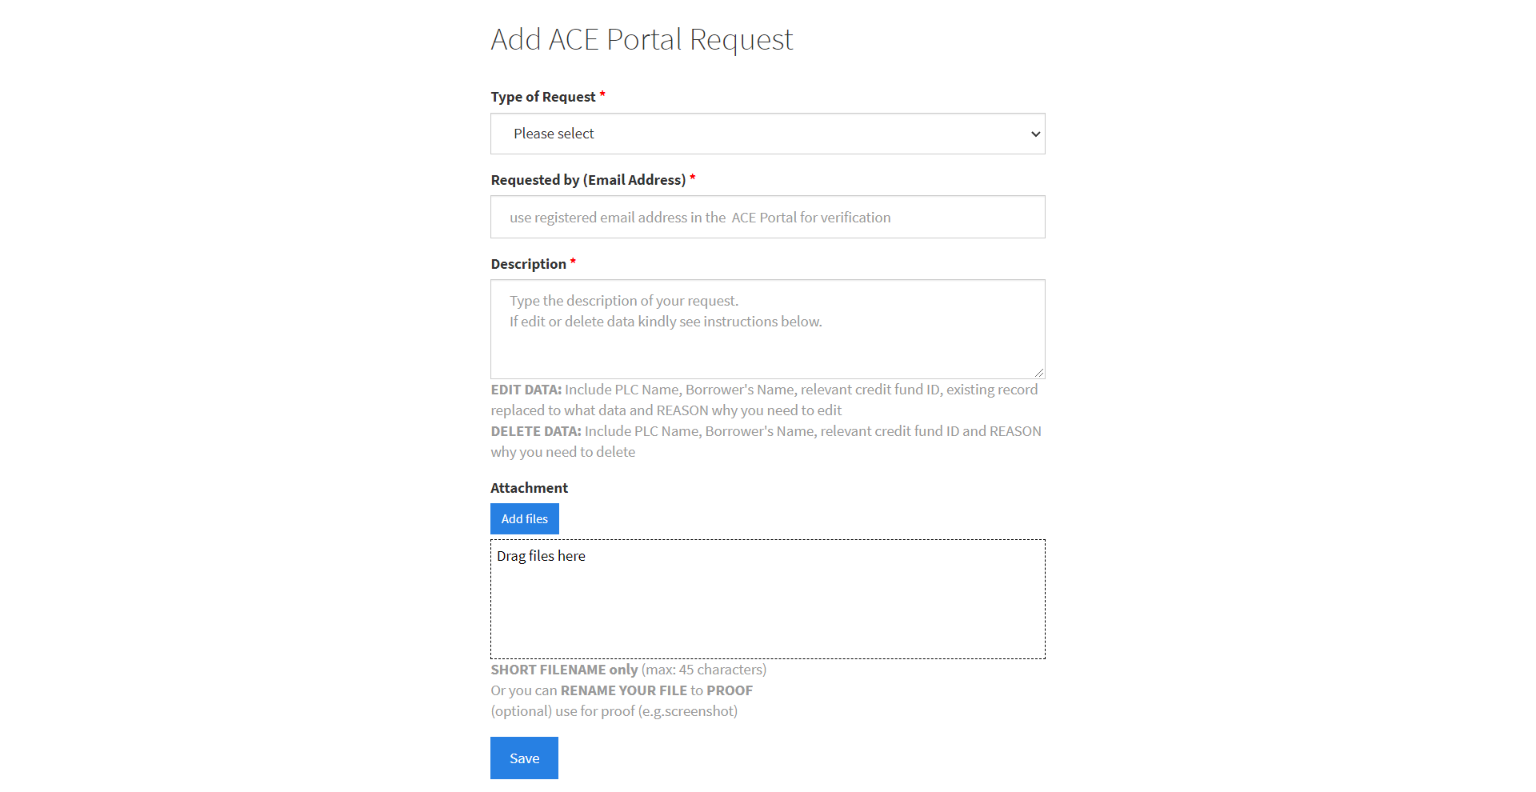 Add ACE Portal Request
Type of Request *
Please select
Requested by (Email Address) *
use registered email address in the ACE Portal for verification
Description *
Type the description of your request.
If edit or delete data kindly see instructions below.
EDIT DATA: Include PLC Name, Borrower's Name, relevant credit fund ID, existing record
replaced to what data and REASON why you need to edit
DELETE DATA: Include PLC Name, Borrower's Name, relevant credit fund ID and REASON
why you need to delete
Attachment
Add files
Drag files here
SHORT FILENAME only (max: 45 characters)
Or you can RENAME YOUR FILE to PROOF
(optional) use for proof (e.g.screenshot)
Save